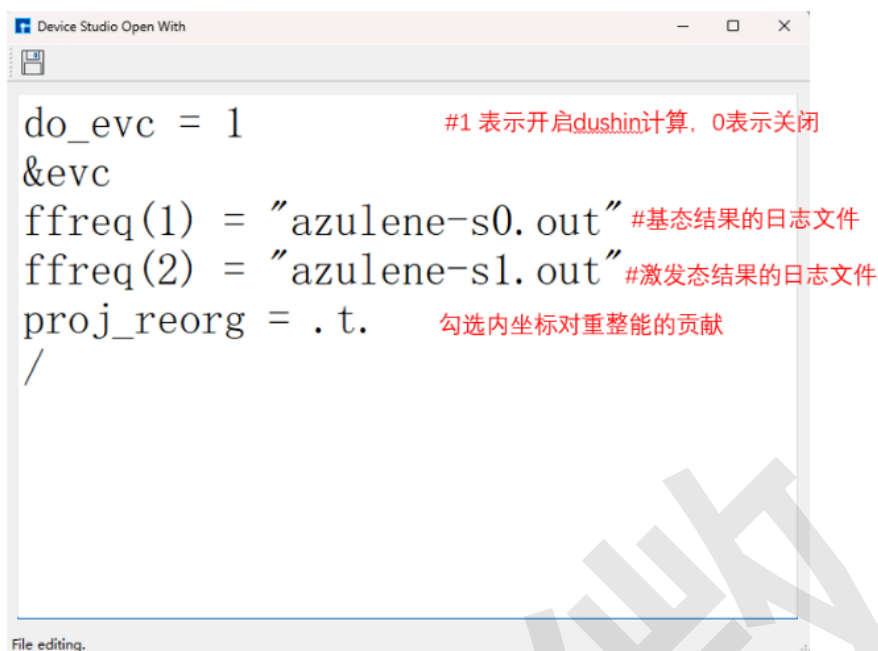 Device Studio Open With
do_evc = 1 #1 表示开启dushin计算，0表示关闭
&evc
ffreq(1) = "azulene-s0.out" #基态结果的日志文件
ffreq(2) = "azulene-s1.out" #激发态结果的日志文件
proj_reorg = .t. 勾选内坐标对重整能的贡献
/
File editing.